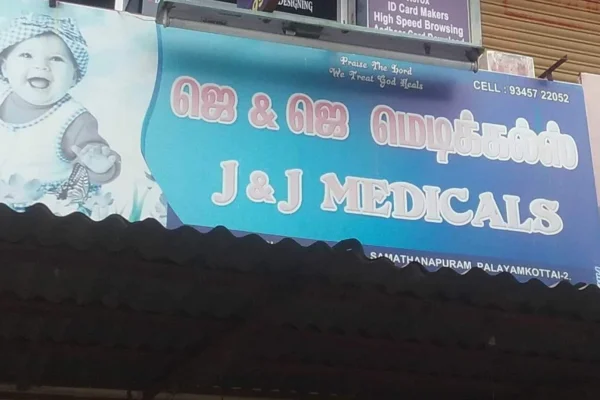 DESIGNING
ID Card Makers
High Speed Browsing
Praise The Lord
We Treat God Heals
CELL : 93457 22052
ஜெ & ஜெ மெடிக்கல்ஸ்
J & J MEDICALS
SAMATHANAPURAM, PALAYAMKOTTAI-2.